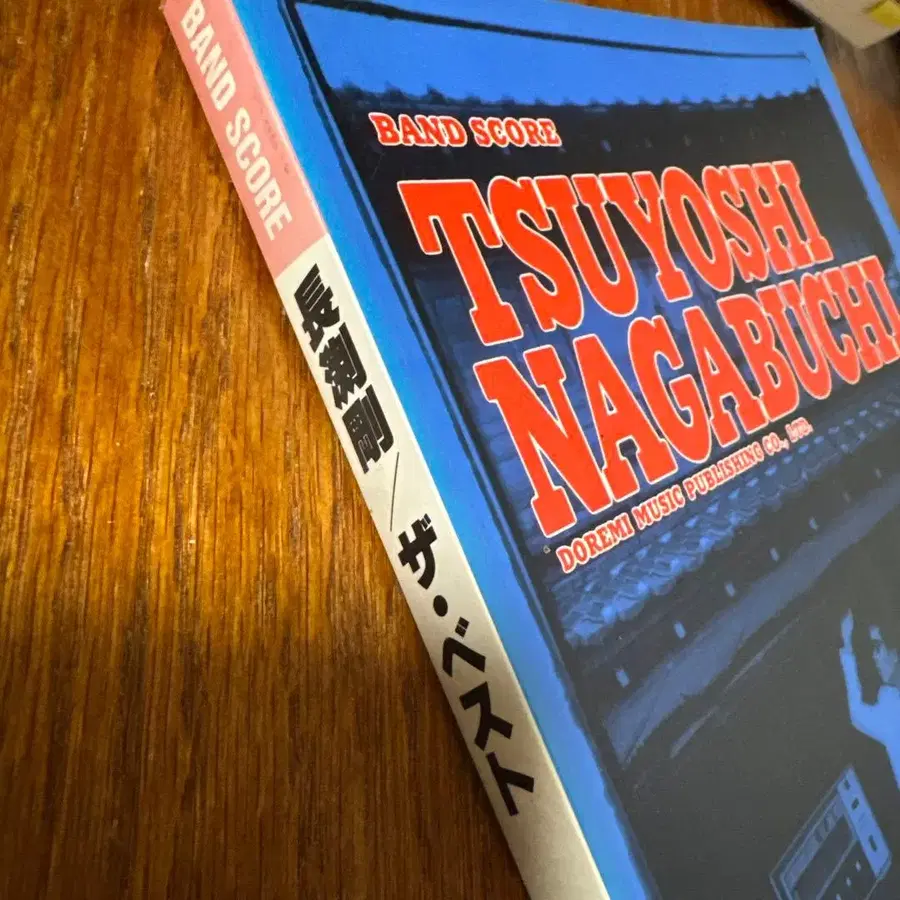 BAND SCORE
長渕剛/ザ・ベスト
BAND SCORE
TSUYOSHI
NAGABUCHI
DOREMI MUSIC PUBLISHING CO., LTD.